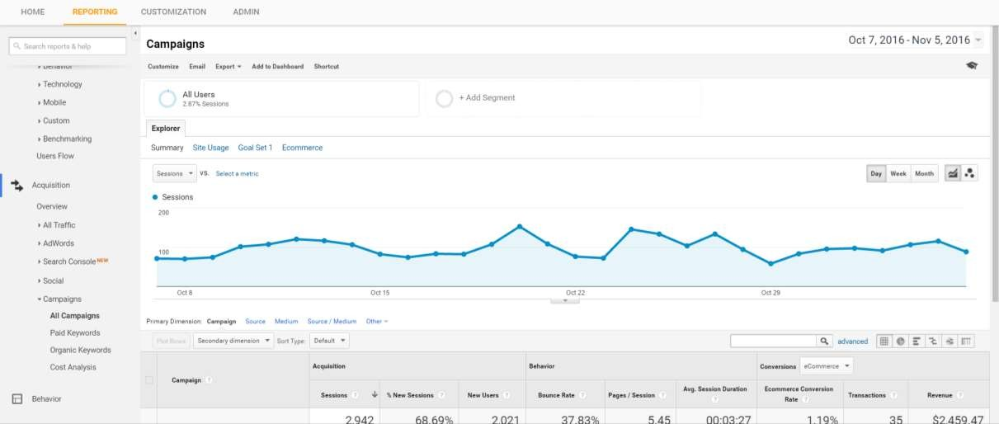 HOME REPORTING CUSTOMIZATION ADMIN
Search reports & help
Behavior
Technology
Mobile
Custom
Benchmarking
Users Flow
Acquisition
Overview
All Traffic
AdWords
Search Console NEW
Social
Campaigns
All Campaigns
Paid Keywords
Organic Keywords
Cost Analysis
Behavior
Campaigns
Oct 7, 2016 - Nov 5, 2016
Customize Email Export Add to Dashboard Shortcut
All Users
2.87% Sessions
+ Add Segment
Explorer
Summary Site Usage Goal Set 1 Ecommerce
Sessions VS. Select a metric
Day Week Month
Sessions
200
100
Oct 8 Oct 15 Oct 22 Oct 29
Primary Dimension: Campaign Source Medium Source / Medium Other
Plot Rows Secondary dimension Sort Type: Default
advanced
Campaign ?
Acquisition Behavior Conversions eCommerce
Sessions ? % New Sessions ? New Users ? Bounce Rate ? Pages / Session ? Avg. Session Duration ? Ecommerce Conversion Rate ? Transactions ? Revenue ?
2,942 68.69% 2,021 37.83% 5.45 00:03:27 1.19% 35 $2,459.47